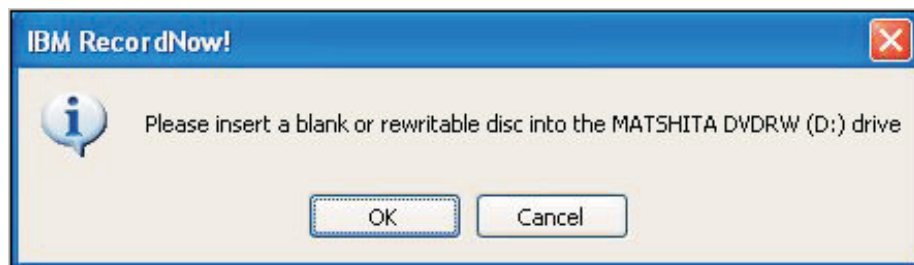 IBM RecordNow!
Please insert a blank or rewritable disc into the MATSHITA DVDRW (D:) drive
OK
Cancel